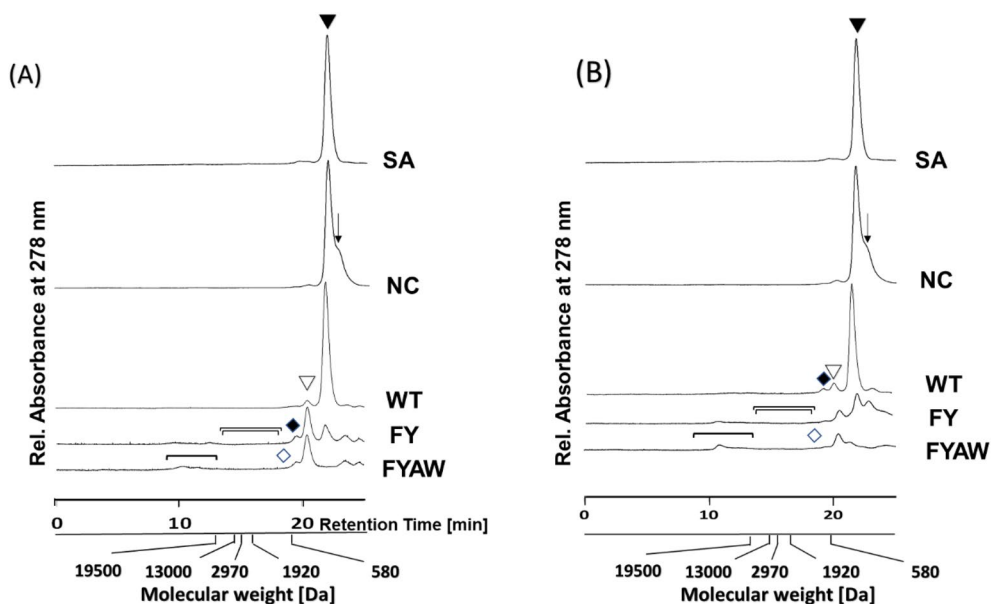 (A)
Rel. Absorbance at 278 nm
SA
NC
WT
FY
FYAW
0 10 20 Retention Time [min]
19500 13000 2970 1920 580
Molecular weight [Da]
(B)
Rel. Absorbance at 278 nm
SA
NC
WT
FY
FYAW
0 10 20
19500 13000 2970 1920 580
Molecular weight [Da]